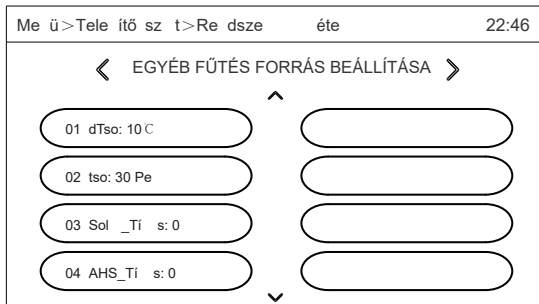 Me ü>Tele ítő sz t>Re dsze éte 22:46
EGYÉB FŰTÉS FORRÁS BEÁLLÍTÁSA
01 dTso: 10℃
02 tso: 30 Pe
03 Sol _Tí s: 0
04 AHS_Tí s: 0